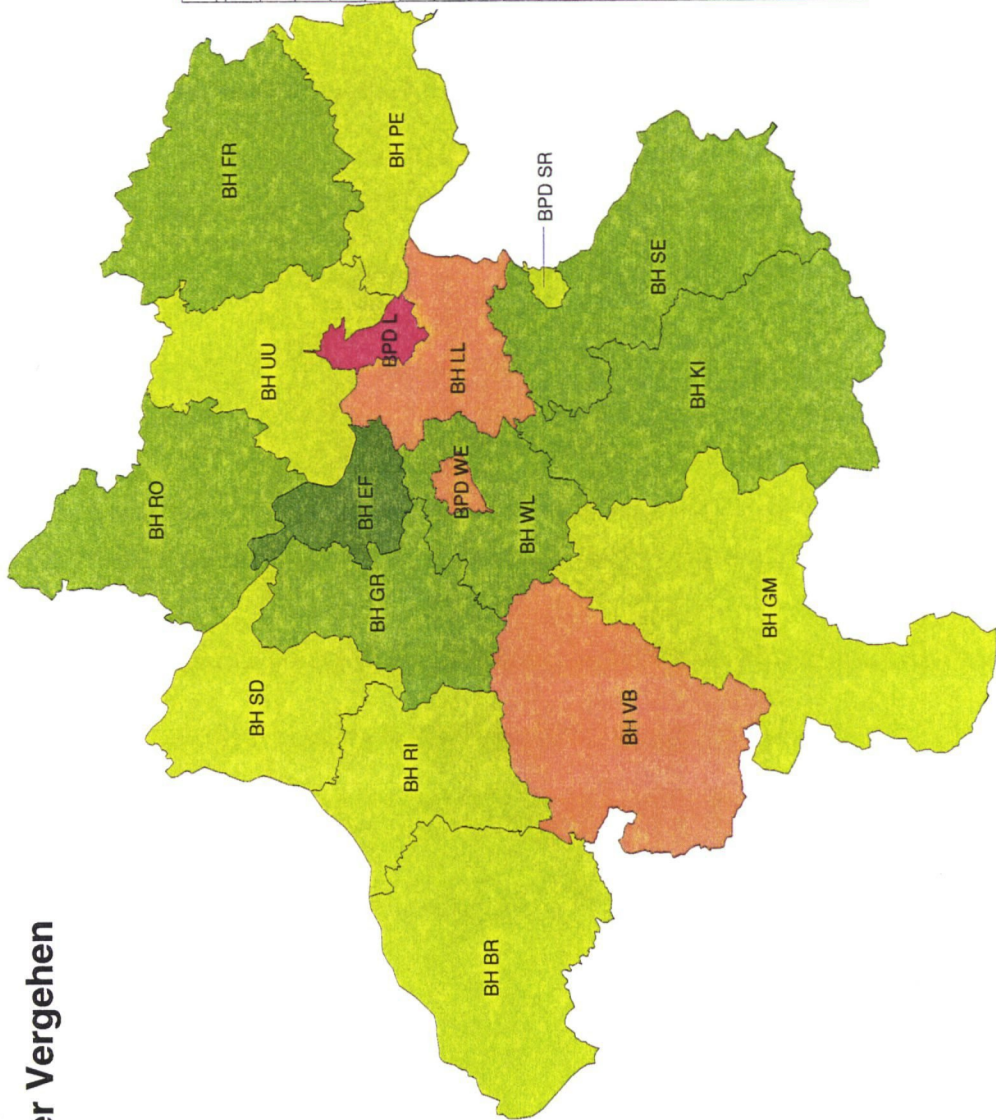 er Vergehen
BH RO
BH FR
BH UU
BH SD
BH EF
BH PE
BPD L
BH GR
BH LL
BH RI
BPD WE
BH WL
BPD SR
BH BR
BH VB
BH SE
BH KI
BH GM